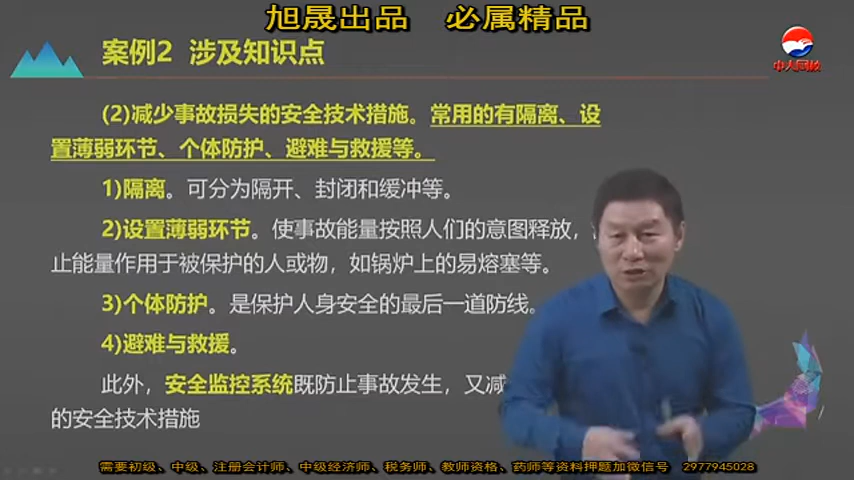 旭晟出品 必属精品
案例2 涉及知识点
中大网校
(2)减少事故损失的安全技术措施。常用的有隔离、设
置薄弱环节、个体防护、避难与救援等。
1)隔离。可分为隔开、封闭和缓冲等。
2)设置薄弱环节。使事故能量按照人们的意图释放，
止能量作用于被保护的人或物，如锅炉上的易熔塞等。
3)个体防护。是保护人身安全的最后一道防线。
4)避难与救援。
此外，安全监控系统既防止事故发生，又减
的安全技术措施
需要初级、中级、注册会计师、中级经济师、税务师、教师资格、药师等资料押题加微信号 2977945028